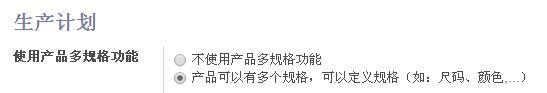 生产计划
使用产品多规格功能
不使用产品多规格功能
产品可以有多个规格，可以定义规格（如：尺码、颜色,...）